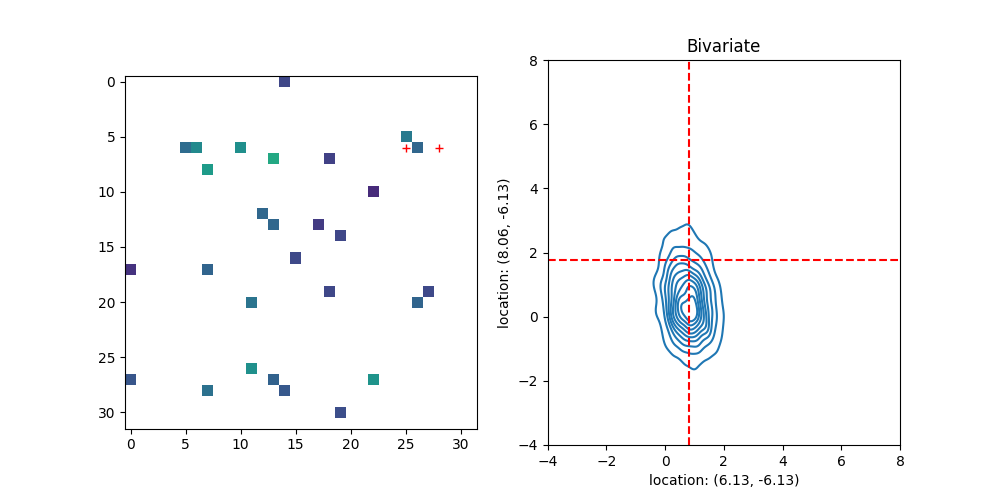 Bivariate
0
5
10
15
20
25
30
0 5 10 15 20 25 30
location: (8.06, -6.13)
8
6
4
2
0
−2
−4
−4 −2 0 2 4 6 8
location: (6.13, -6.13)